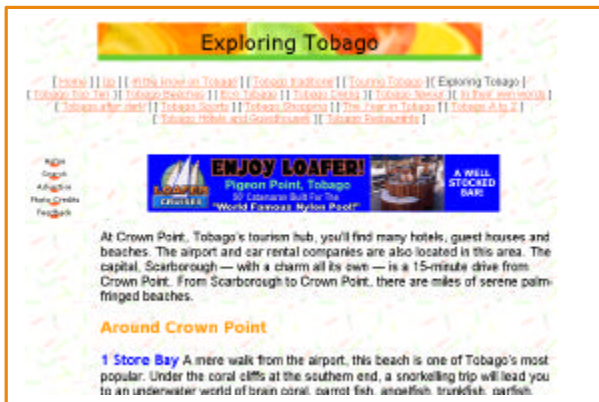 Exploring Tobago
[ Home ] [ Up ] [ In the know on Tobago ] [ Tobago traditions ] [ Touring Tobago ] [ Exploring Tobago ]
[ Tobago Top Ten ] [ Tobago Beaches ] [ Eco Tobago ] [ Tobago Delits ] [ Tobago flavour ] [ In their own words ]
[ Tobago after dark! ] [ Tobago Sports ] [ Tobago Shopping ] [ The Year in Tobago ] [ Tobago A to Z ]
[ Tobago Hotels and Guesthouses ] [ Tobago Restaurants ]
Home
Search
Advertise
Photo Credits
Feedback
LOAFER
CRUISES
ENJOY LOAFER!
Pigeon Point, Tobago
50' Catamaran Built For The
"World Famous Nylon Pool!"
A WELL
STOCKED
BAR!
At Crown Point, Tobago's tourism hub, you'll find many hotels, guest houses and
beaches. The airport and car rental companies are also located in this area. The
capital, Scarborough — with a charm all its own — is a 15-minute drive from
Crown Point. From Scarborough to Crown Point, there are miles of serene palm-
fringed beaches.
Around Crown Point
1 Store Bay A mere walk from the airport, this beach is one of Tobago's most
popular. Under the coral cliffs at the southern end, a snorkelling trip will lead you
to an underwater world of brain coral, parrot fish, angelfish, trunkfish, garfish,